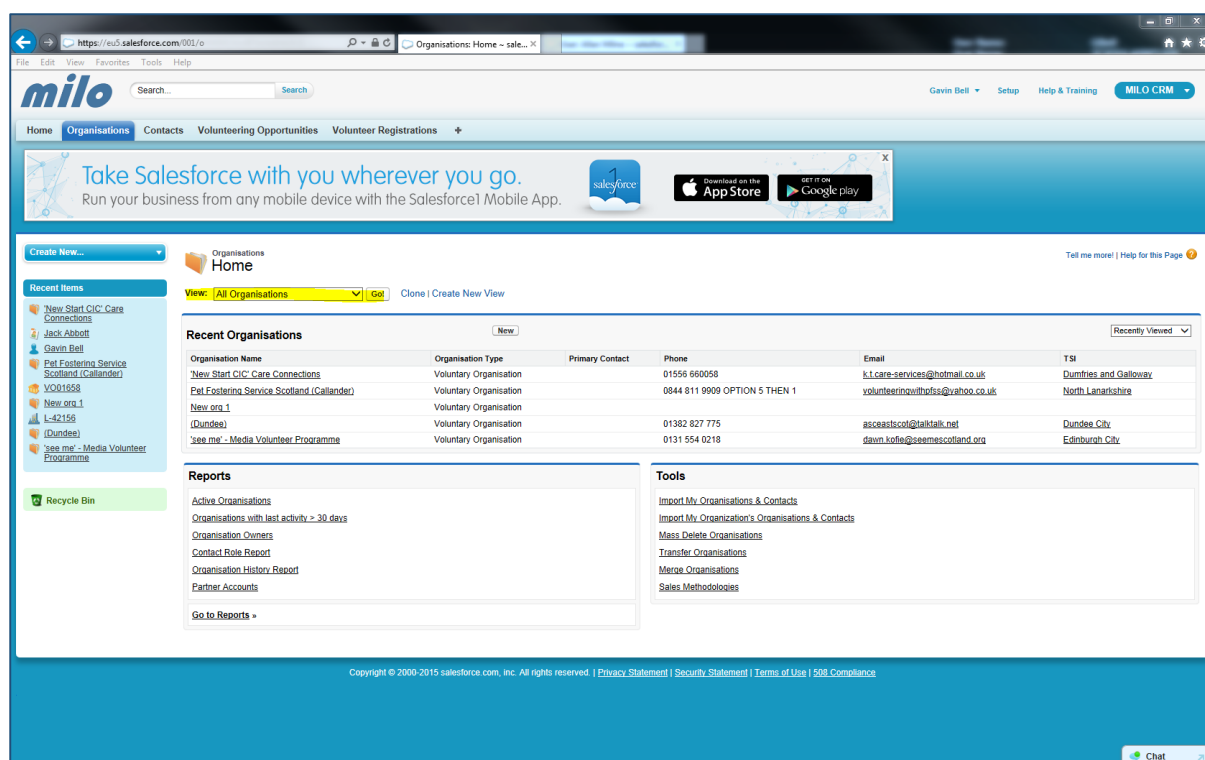 https://eu5.salesforce.com/001/o
Organisations: Home ~ sale...
File Edit View Favorites Tools Help
milo
Search...
Search
Gavin Bell
Setup
Help & Training
MILO CRM
Home Organisations Contacts Volunteering Opportunities Volunteer Registrations +
Take Salesforce with you wherever you go.
Run your business from any mobile device with the Salesforce1 Mobile App.
1
salesforce
Download on the
App Store
GET IT ON
Google play
X
Create New...
Organisations
Home
Tell me more! | Help for this Page
View: All Organisations Go! Clone | Create New View
Recent Items
'New Start CIC' Care
Connections
Jack Abbott
Gavin Bell
Pet Fostering Service
Scotland (Callander)
VO01658
New org 1
L-42156
(Dundee)
'see me' - Media Volunteer
Programme
Recycle Bin
Recent Organisations New Recently Viewed
Organisation Name Organisation Type Primary Contact Phone Email TSI
'New Start CIC' Care Connections Voluntary Organisation 01556 660058 k.t.care-services@hotmail.co.uk Dumfries and Galloway
Pet Fostering Service Scotland (Callander) Voluntary Organisation 0844 811 9909 OPTION 5 THEN 1 volunteeringwithpfss@yahoo.co.uk North Lanarkshire
New org 1 Voluntary Organisation
(Dundee) Voluntary Organisation 01382 827 775 asceastscot@talktalk.net Dundee City
'see me' - Media Volunteer Programme Voluntary Organisation 0131 554 0218 dawn.kofie@seemescotland.org Edinburgh City
Reports
Active Organisations
Organisations with last activity > 30 days
Organisation Owners
Contact Role Report
Organisation History Report
Partner Accounts
Go to Reports »
Tools
Import My Organisations & Contacts
Import My Organization's Organisations & Contacts
Mass Delete Organisations
Transfer Organisations
Merge Organisations
Sales Methodologies
Copyright © 2000-2015 salesforce.com, inc. All rights reserved. | Privacy Statement | Security Statement | Terms of Use | 508 Compliance
Chat